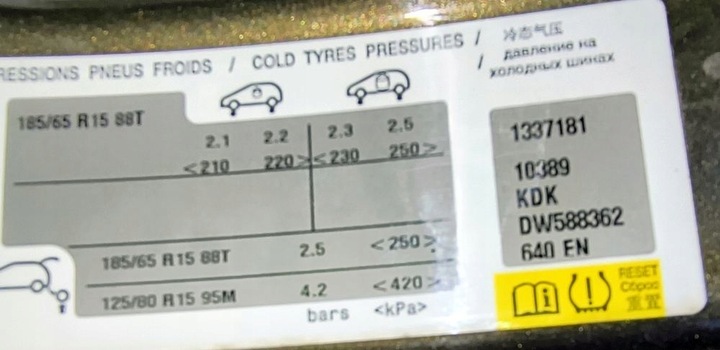 RESSIONS PNEUS FROIDS / COLD TYRES PRESSURES / 冷态气压
/ давление на холодных шинах
185/65 R15 88T
2.1 2.2 2.3 2.5
<210 220> <230 250>
185/65 R15 88T 2.5 <250>
125/80 R15 95M 4.2 <420>
bars <kPa>
1337181
10389
KDK
DW588362
640 EN
RESET
Сброс
重置